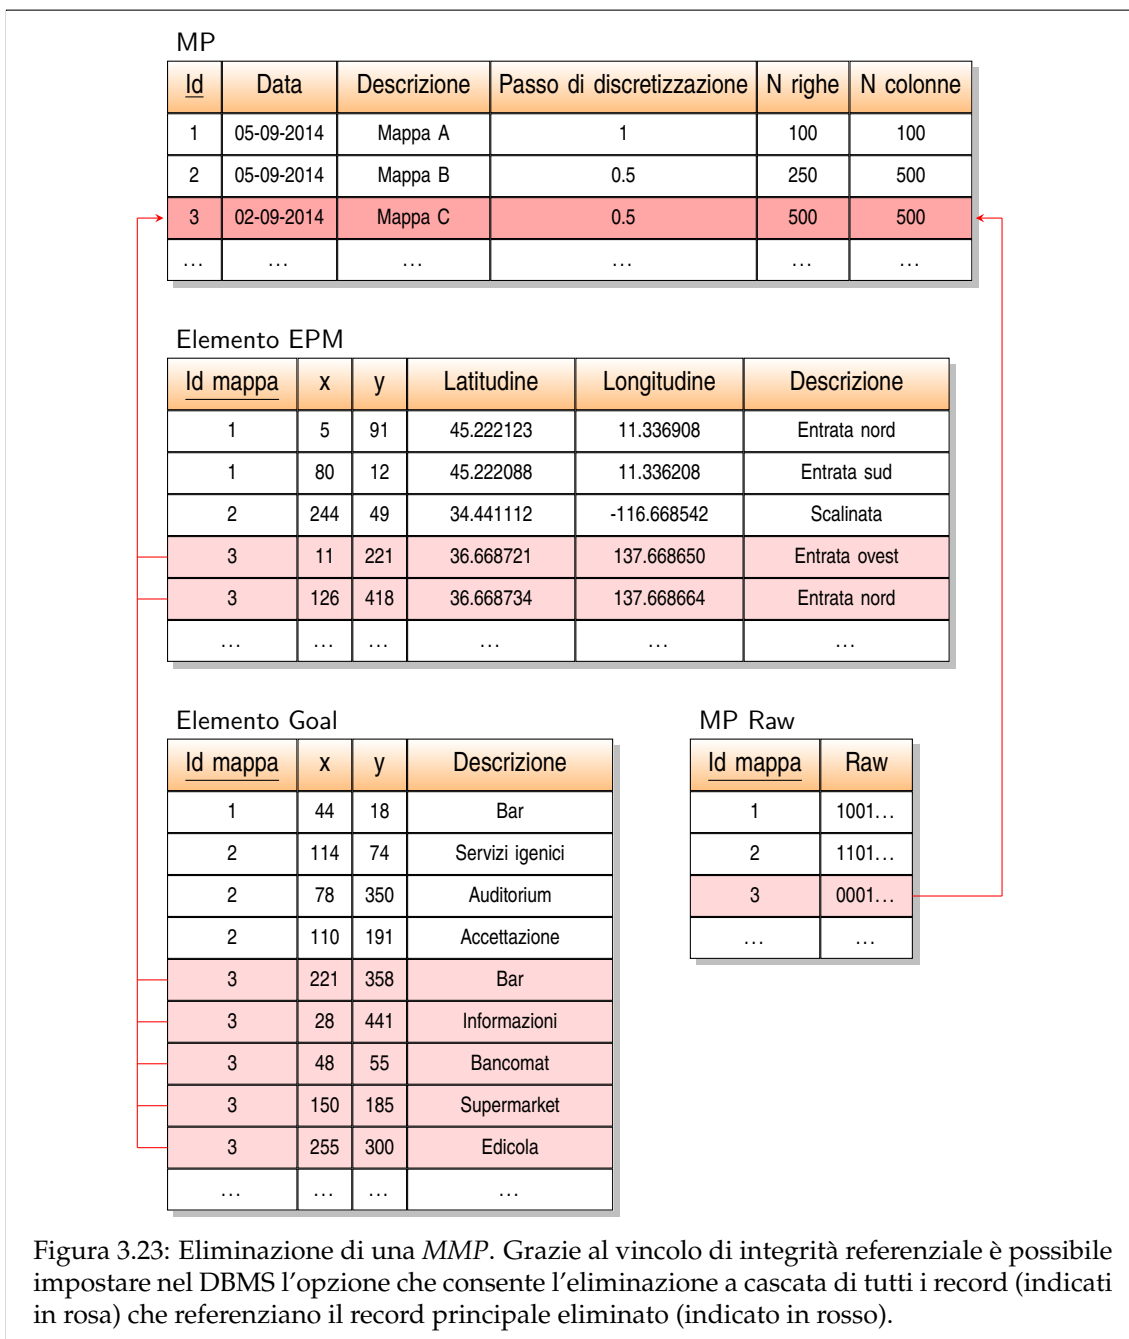 MP
Id Data Descrizione Passo di discretizzazione N righe N colonne
1 05-09-2014 Mappa A 1 100 100
2 05-09-2014 Mappa B 0.5 250 500
3 02-09-2014 Mappa C 0.5 500 500
... ... ... ... ... ...
Elemento EPM
Id mappa x y Latitudine Longitudine Descrizione
1 5 91 45.222123 11.336908 Entrata nord
1 80 12 45.222088 11.336208 Entrata sud
2 244 49 34.441112 -116.668542 Scalinata
3 11 221 36.668721 137.668650 Entrata ovest
3 126 418 36.668734 137.668664 Entrata nord
... ... ... ... ... ...
Elemento Goal
Id mappa x y Descrizione
1 44 18 Bar
2 114 74 Servizi igenici
2 78 350 Auditorium
2 110 191 Accettazione
3 221 358 Bar
3 28 441 Informazioni
3 48 55 Bancomat
3 150 185 Supermarket
3 255 300 Edicola
... ... ... ...
MP Raw
Id mappa Raw
1 1001...
2 1101...
3 0001...
... ...
Figura 3.23: Eliminazione di una MMP. Grazie al vincolo di integrità referenziale è possibile
impostare nel DBMS l'opzione che consente l'eliminazione a cascata di tutti i record (indicati
in rosa) che referenziano il record principale eliminato (indicato in rosso).